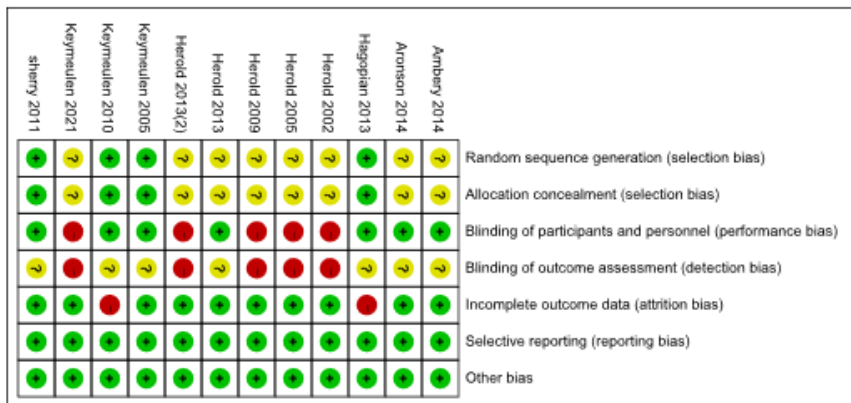 sherry 2011
Keymeulen 2021
Keymeulen 2010
Keymeulen 2005
Herold 2013(2)
Herold 2013
Herold 2009
Herold 2005
Herold 2002
Hagopian 2013
Aronson 2014
Ambery 2014
Random sequence generation (selection bias)
Allocation concealment (selection bias)
Blinding of participants and personnel (performance bias)
Blinding of outcome assessment (detection bias)
Incomplete outcome data (attrition bias)
Selective reporting (reporting bias)
Other bias